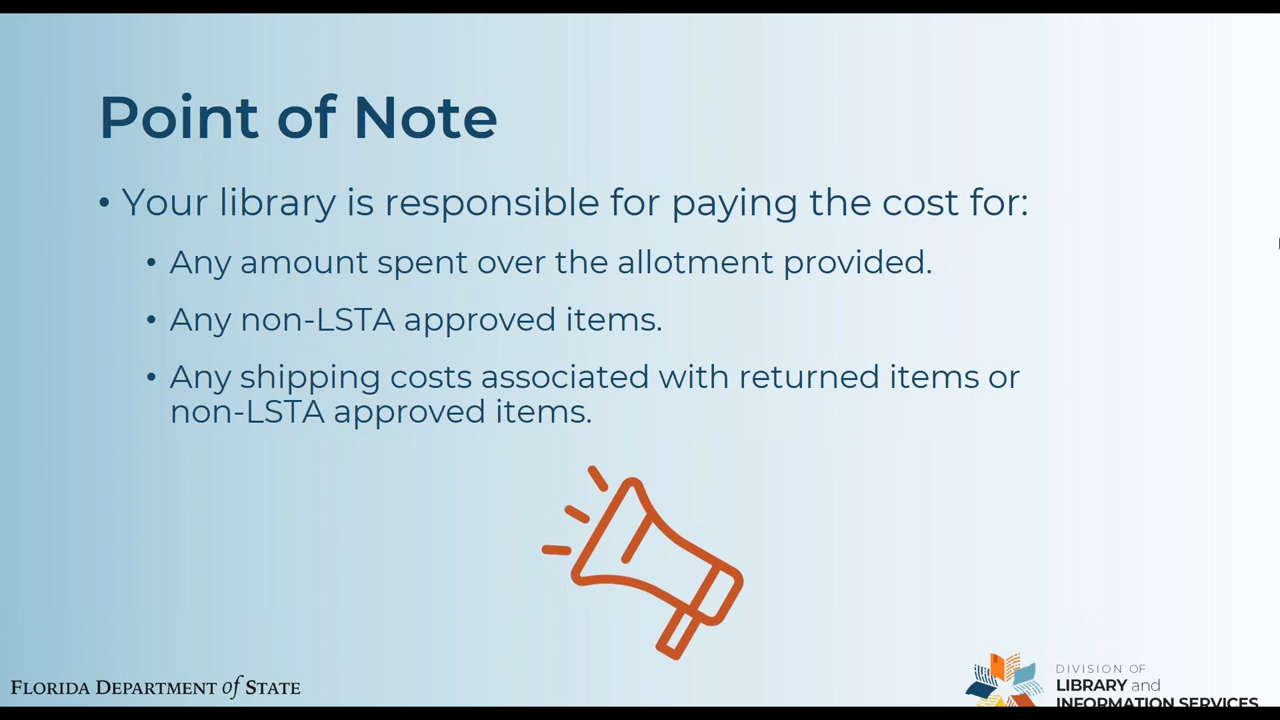 Point of Note
• Your library is responsible for paying the cost for:
• Any amount spent over the allotment provided.
• Any non-LSTA approved items.
• Any shipping costs associated with returned items or
non-LSTA approved items.
FLORIDA DEPARTMENT of STATE
DIVISION OF
LIBRARY and
INFORMATION SERVICES